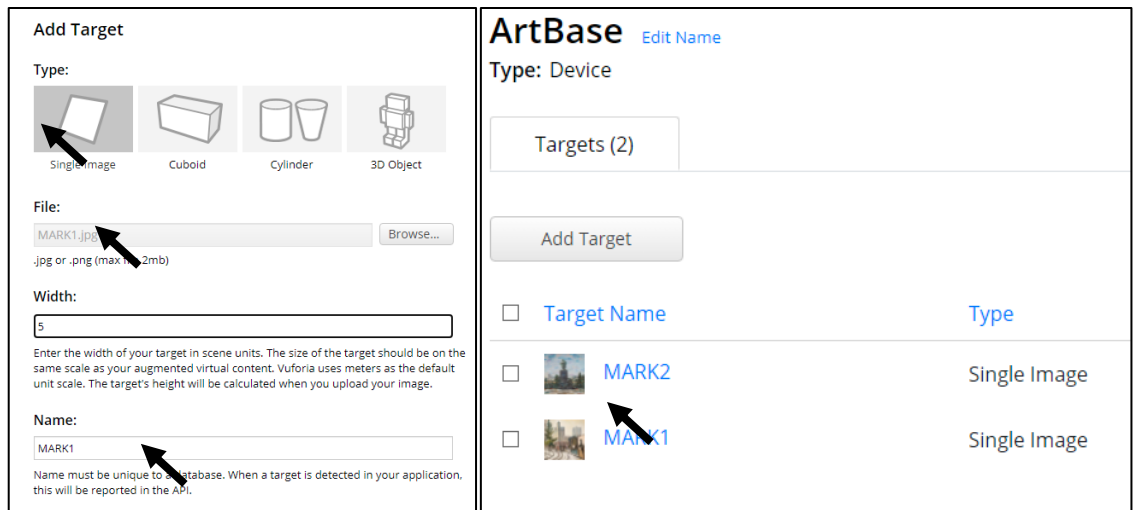 Add Target
Type:
Single Image
Cuboid
Cylinder
3D Object
File:
MARK1.jpg
Browse...
.jpg or .png (max 2mb)
Width:
5
Enter the width of your target in scene units. The size of the target should be on the
same scale as your augmented virtual content. Vuforia uses meters as the default
unit scale. The target's height will be calculated when you upload your image.
Name:
MARK1
Name must be unique to a database. When a target is detected in your application,
this will be reported in the API.
ArtBase Edit Name
Type: Device
Targets (2)
Add Target
Target Name Type
MARK2 Single Image
MARK1 Single Image